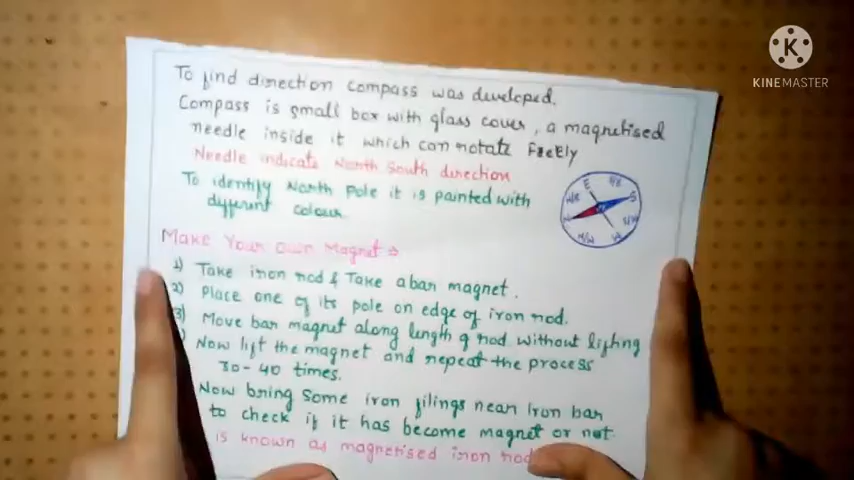 To find direction Compass was developed.
Compass is small box with glass cover, a magnetised
needle inside it which can rotate freely
Needle indicate North South direction
To identify North Pole it is painted with
different colour
Make Your own Magnet ⇒
1) Take iron rod & Take a bar magnet.
2) Place one of its pole on edge of iron rod.
3) Move bar magnet along length of rod without lifting
) Now lift the magnet and repeat the process
30-40 times.
Now bring some iron filings near Iron bar
to check if it has become magnet or not
is known as magnetised iron rod
E
S
N
KINEMASTER